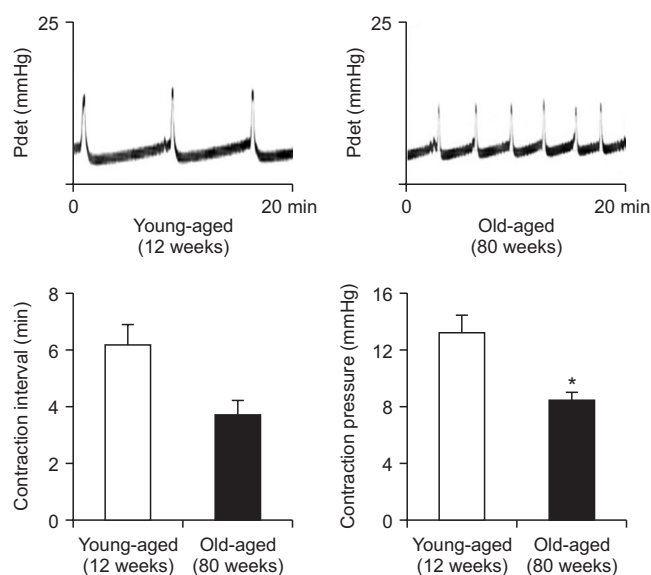 25
Pdet (mmHg)
0
20 min
Young-aged
(12 weeks)
25
Pdet (mmHg)
0
20 min
Old-aged
(80 weeks)
8
6
4
2
0
Contraction interval (min)
Young-aged
(12 weeks)
Old-aged
(80 weeks)
16
12
8
4
0
Contraction pressure (mmHg)
*
Young-aged
(12 weeks)
Old-aged
(80 weeks)